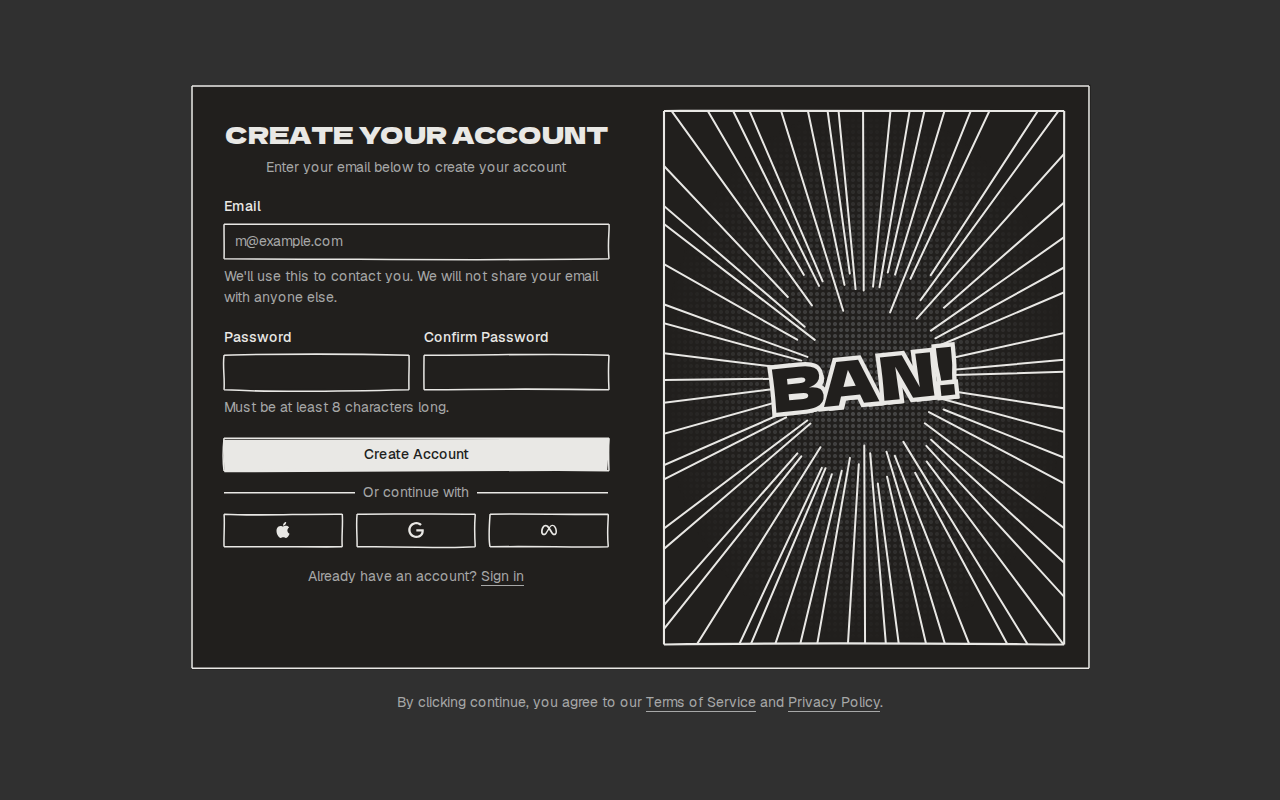 CREATE YOUR ACCOUNT
Enter your email below to create your account
Email
m@example.com
We'll use this to contact you. We will not share your email
with anyone else.
Password
Confirm Password
Must be at least 8 characters long.
Create Account
Or continue with
Already have an account? Sign in
BAN!
By clicking continue, you agree to our Terms of Service and Privacy Policy.